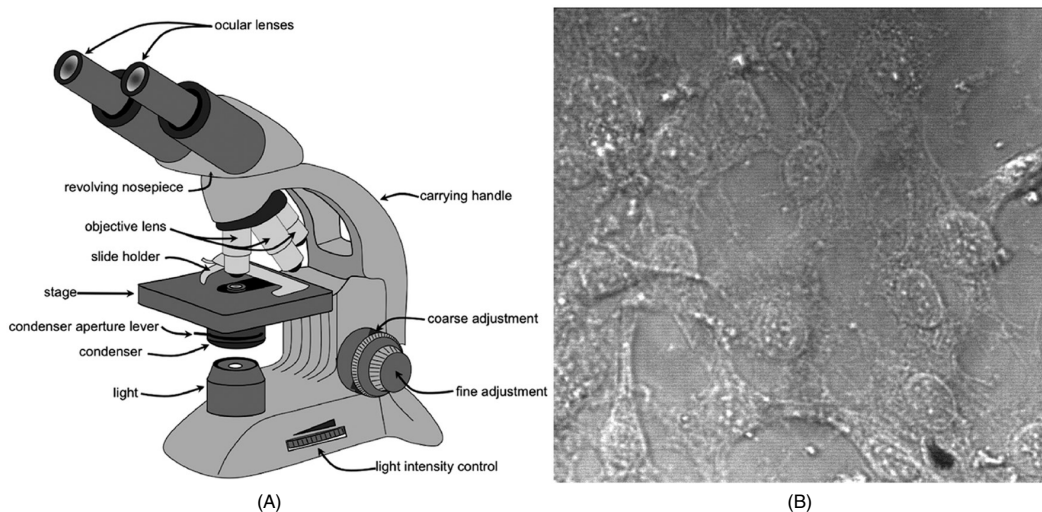 ocular lenses
revolving nosepiece
carrying handle
objective lens
slide holder
stage
coarse adjustment
condenser aperture lever
condenser
light
fine adjustment
light intensity control
(A)
(B)